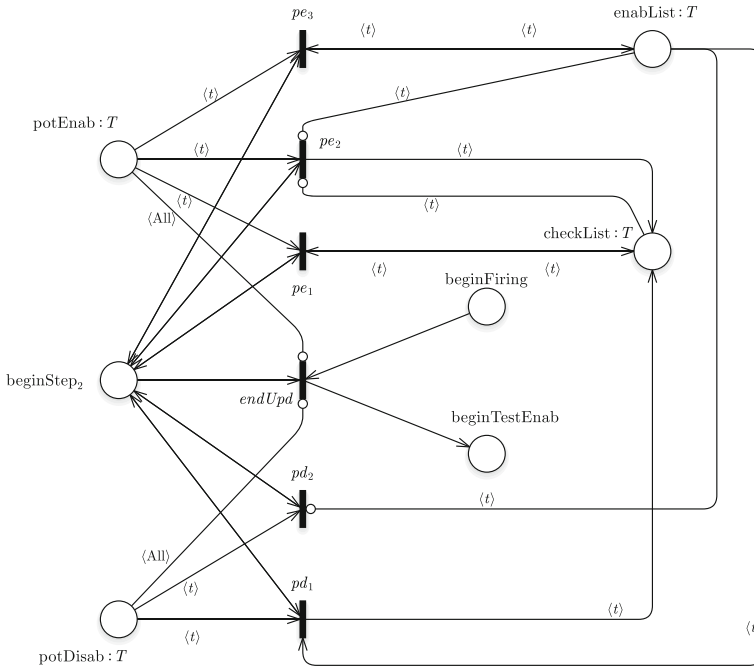 pe₃
enabList : T
⟨t⟩
⟨t⟩
⟨t⟩
⟨t⟩
potEnab : T
pe₂
⟨t⟩
⟨t⟩
⟨t⟩
⟨t⟩
⟨All⟩
checkList : T
⟨t⟩
⟨t⟩
pe₁
beginFiring
beginStep₂
endUpd
beginTestEnab
pd₂
⟨t⟩
⟨All⟩
⟨t⟩
pd₁
⟨t⟩
⟨t⟩
potDisab : T